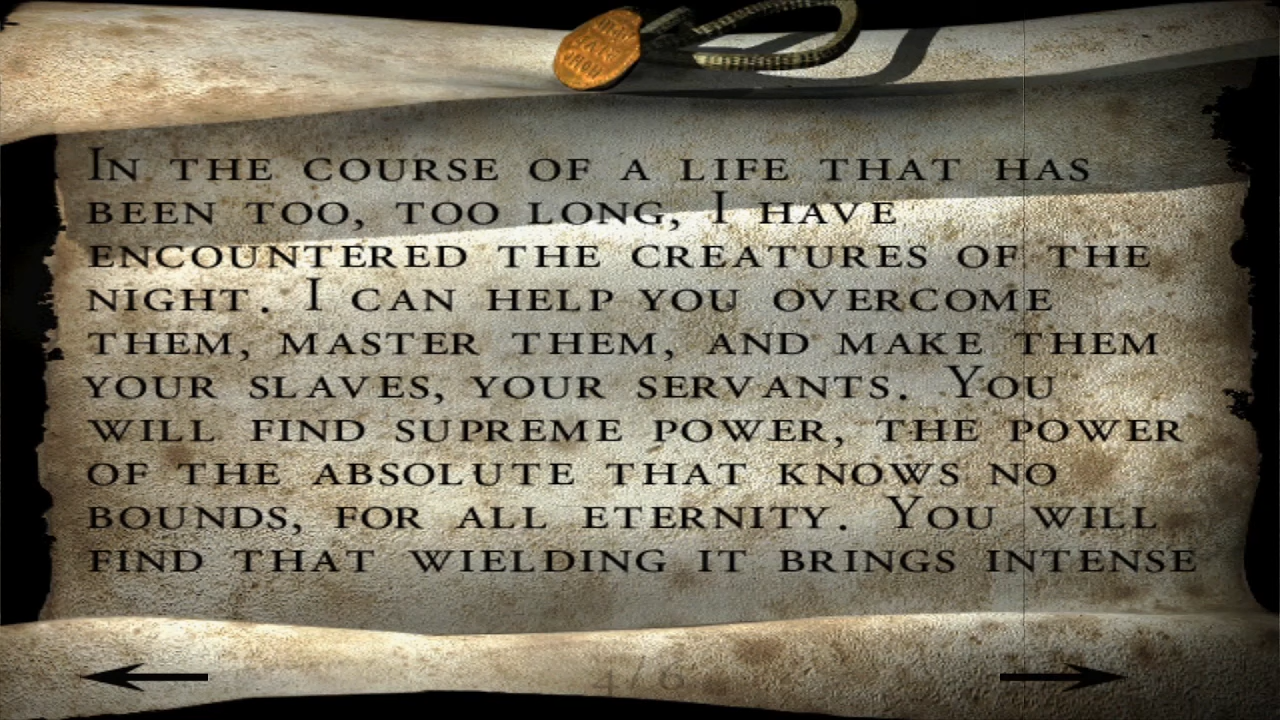 In the course of a life that has
been too, too long, I have
encountered the creatures of the
night. I can help you overcome
them, master them, and make them
your slaves, your servants. You
will find supreme power, the power
of the absolute that knows no
bounds, for all eternity. You will
find that wielding it brings intense
4/6